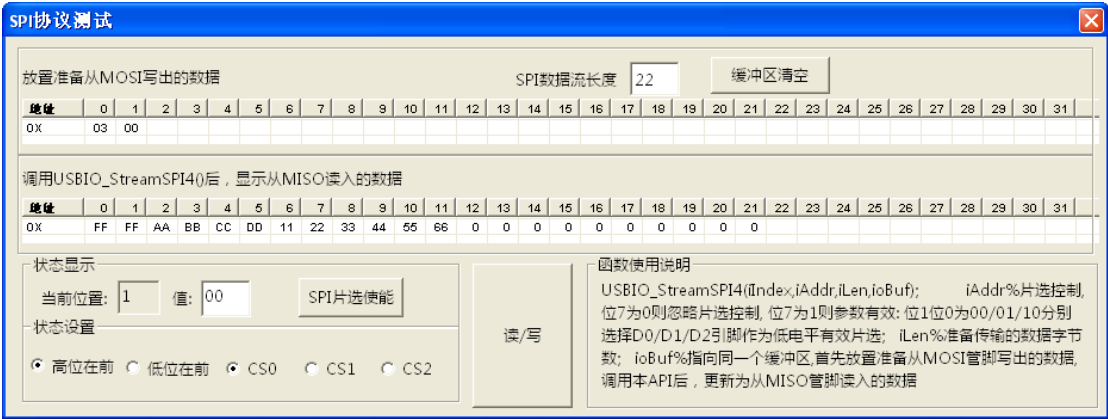 SPI协议测试
放置准备从MOSI写出的数据 SPI数据流长度 22 缓冲区清空
地址 0 1 2 3 4 5 6 7 8 9 10 11 12 13 14 15 16 17 18 19 20 21 22 23 24 25 26 27 28 29 30 31
0X 03 00
调用USBIO_StreamSPI4()后，显示从MISO读入的数据
地址 0 1 2 3 4 5 6 7 8 9 10 11 12 13 14 15 16 17 18 19 20 21 22 23 24 25 26 27 28 29 30 31
0X FF FF AA BB CC DD 11 22 33 44 55 66 0 0 0 0 0 0 0 0 0 0
状态显示
当前位置: 1 值: 00 SPI片选使能
状态设置
高位在前 低位在前 CS0 CS1 CS2
读/写
函数使用说明
USBIO_StreamSPI4(iIndex,iAddr,iLen,ioBuf); iAddr%片选控制,
位7为0则忽略片选控制, 位7为1则参数有效: 位1位0为00/01/10分别
选择D0/D1/D2引脚作为低电平有效片选; iLen%准备传输的数据字节
数; ioBuf%指向同一个缓冲区,首先放置准备从MOSI管脚写出的数据,
调用本API后，更新为从MISO管脚读入的数据